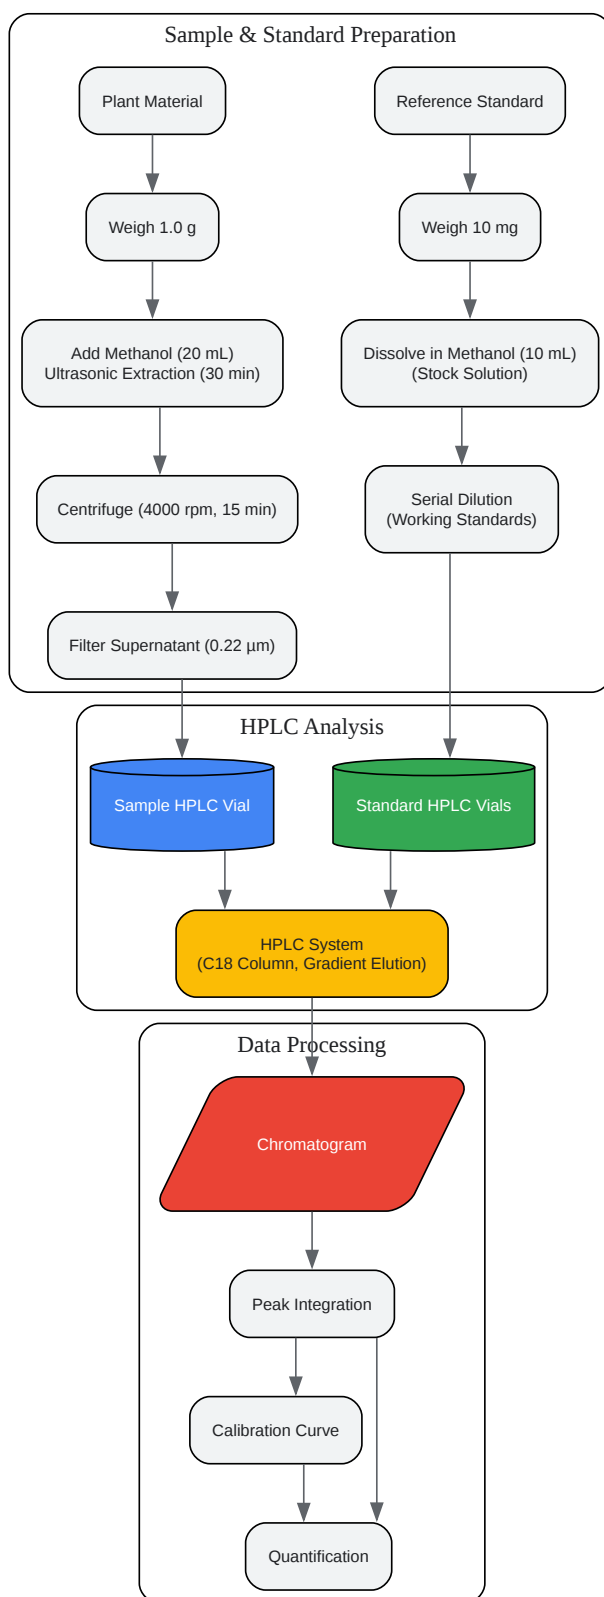 Sample & Standard Preparation
Plant Material
Reference Standard
Weigh 1.0 g
Weigh 10 mg
Add Methanol (20 mL)
Ultrasonic Extraction (30 min)
Dissolve in Methanol (10 mL)
(Stock Solution)
Centrifuge (4000 rpm, 15 min)
Serial Dilution
(Working Standards)
Filter Supernatant (0.22 µm)
HPLC Analysis
Sample HPLC Vial
Standard HPLC Vials
HPLC System
(C18 Column, Gradient Elution)
Data Processing
Chromatogram
Peak Integration
Calibration Curve
Quantification